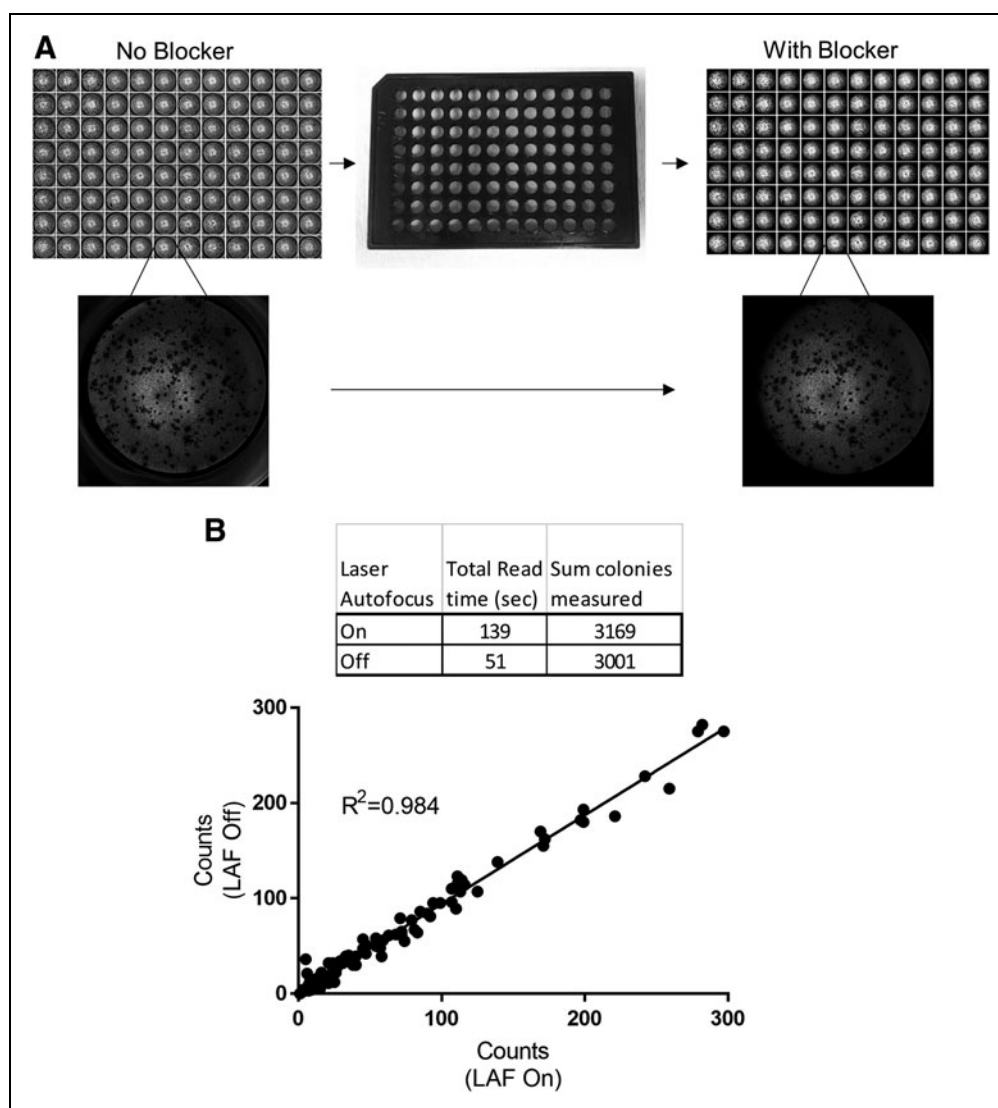 A
No Blocker
With Blocker
B
Laser Autofocus
Total Read time (sec)
Sum colonies measured
On 139 3169
Off 51 3001
300
200
100
0
R²=0.984
Counts
(LAF Off)
0 100 200 300
Counts
(LAF On)